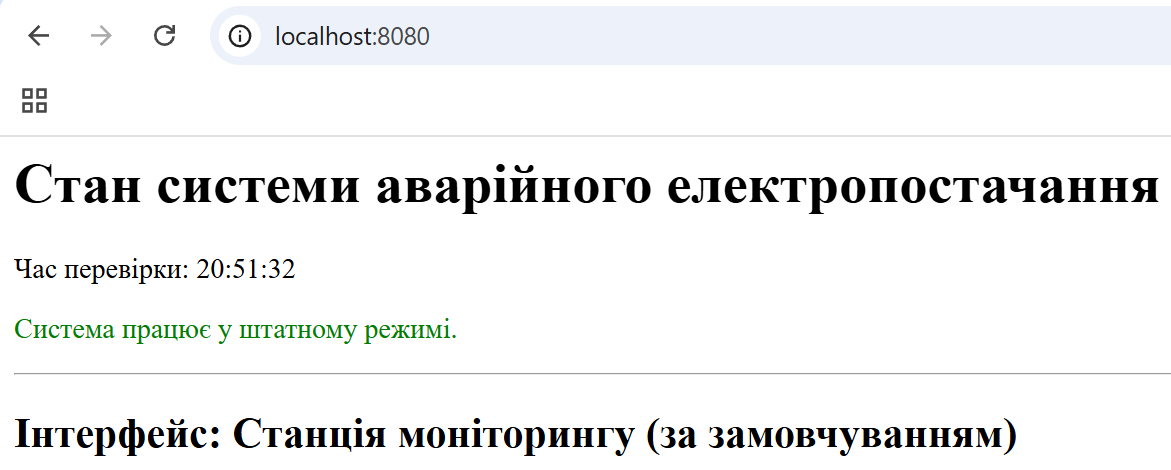 localhost:8080
Стан системи аварійного електропостачання
Час перевірки: 20:51:32
Система працює у штатному режимі.
Інтерфейс: Станція моніторингу (за замовчуванням)